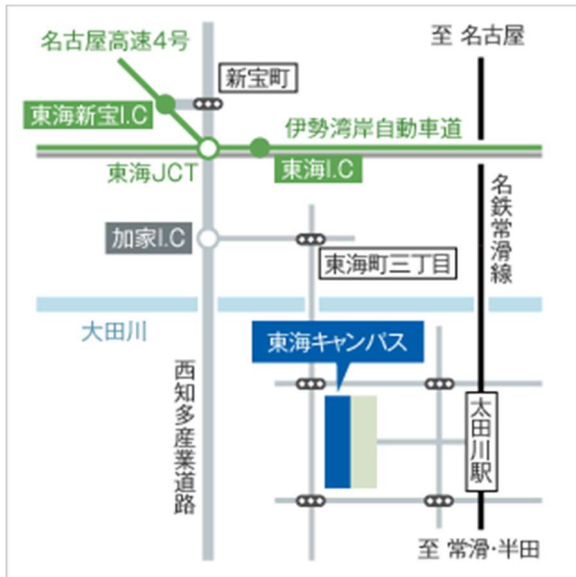 名古屋高速4号
至 名古屋
新宝町
東海新宝I.C
伊勢湾岸自動車道
東海JCT
東海I.C
名鉄常滑線
加家I.C
東海町三丁目
大田川
東海キャンパス
西知多産業道路
太田川駅
至 常滑・半田